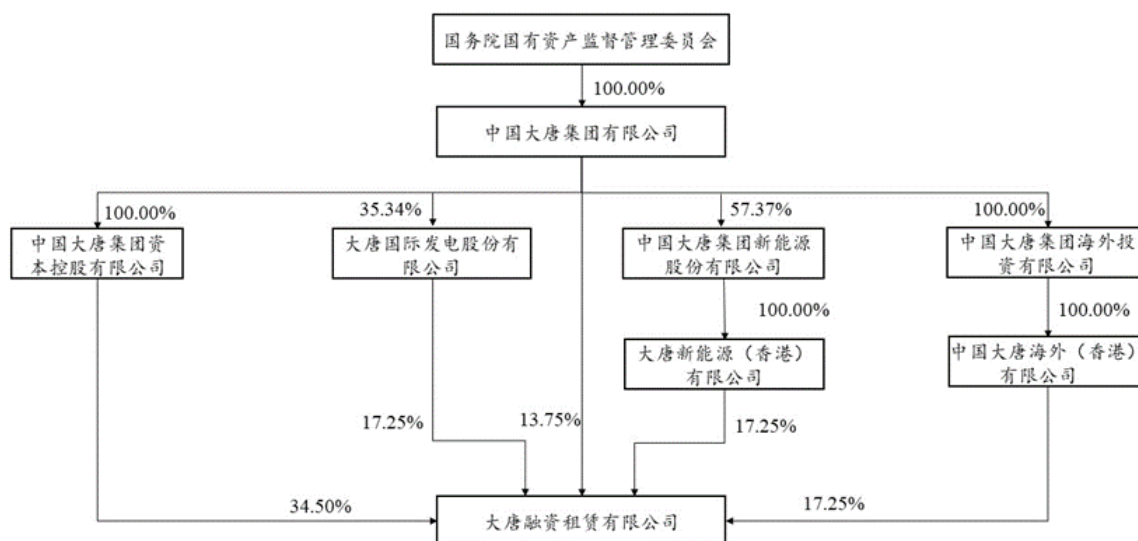 国务院国有资产监督管理委员会
100.00%
中国大唐集团有限公司
100.00%
35.34%
57.37%
100.00%
中国大唐集团资
本控股有限公司
大唐国际发电股份有
限公司
中国大唐集团新能源
股份有限公司
中国大唐集团海外投
资有限公司
100.00%
100.00%
大唐新能源（香港）
有限公司
中国大唐海外（香港）
有限公司
17.25%
13.75%
17.25%
34.50%
大唐融资租赁有限公司
17.25%